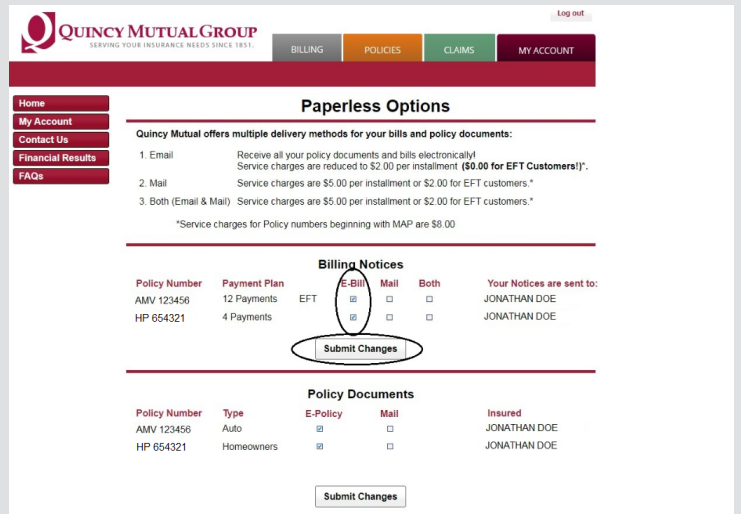 Log out
QUINCY MUTUAL GROUP
SERVING YOUR INSURANCE NEEDS SINCE 1851.
BILLING POLICIES CLAIMS MY ACCOUNT
Home
My Account
Contact Us
Financial Results
FAQs
Paperless Options
Quincy Mutual offers multiple delivery methods for your bills and policy documents:
1. Email Receive all your policy documents and bills electronically!
Service charges are reduced to $2.00 per installment ($0.00 for EFT Customers!)*.
2. Mail Service charges are $5.00 per installment or $2.00 for EFT customers.*
3. Both (Email & Mail) Service charges are $5.00 per installment or $2.00 for EFT customers.*
*Service charges for Policy numbers beginning with MAP are $8.00
Billing Notices
Policy Number Payment Plan E-Bill Mail Both Your Notices are sent to:
AMV 123456 12 Payments EFT JONATHAN DOE
HP 654321 4 Payments JONATHAN DOE
Submit Changes
Policy Documents
Policy Number Type E-Policy Mail Insured
AMV 123456 Auto JONATHAN DOE
HP 654321 Homeowners JONATHAN DOE
Submit Changes